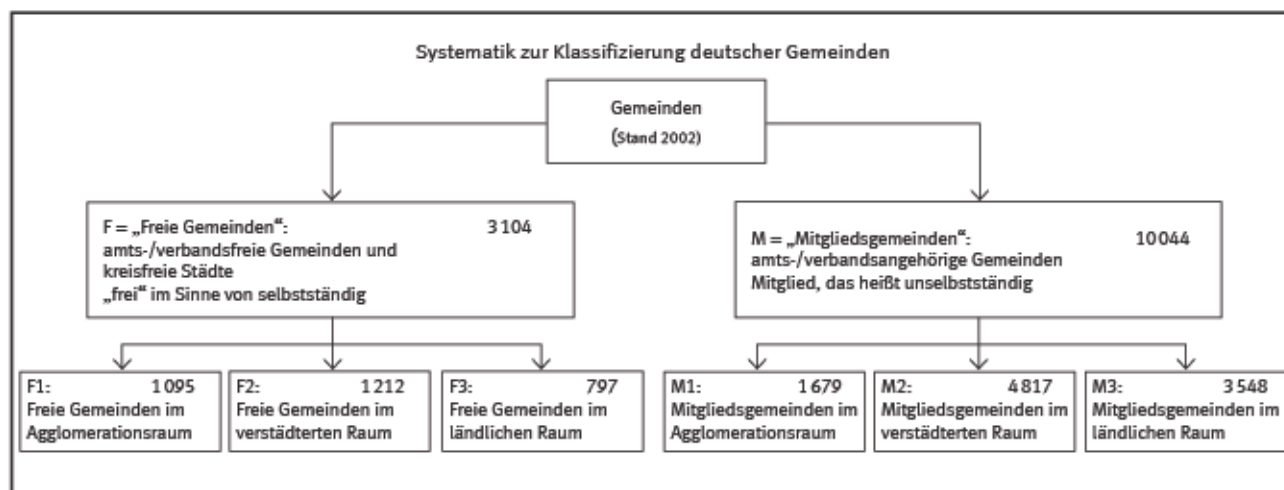 Systematik zur Klassifizierung deutscher Gemeinden
Gemeinden
(Stand 2002)
F = „Freie Gemeinden“: 3 104
amts-/verbandsfreie Gemeinden und
kreisfreie Städte
„frei“ im Sinne von selbstständig
M = „Mitgliedsgemeinden“: 10 044
amts-/verbandsangehörige Gemeinden
Mitglied, das heißt unselbstständig
F1: 1 095
Freie Gemeinden im
Agglomerationsraum
F2: 1 212
Freie Gemeinden im
verstädterten Raum
F3: 797
Freie Gemeinden im
ländlichen Raum
M1: 1 679
Mitgliedsgemeinden im
Agglomerationsraum
M2: 4 817
Mitgliedsgemeinden im
verstädterten Raum
M3: 3 548
Mitgliedsgemeinden im
ländlichen Raum